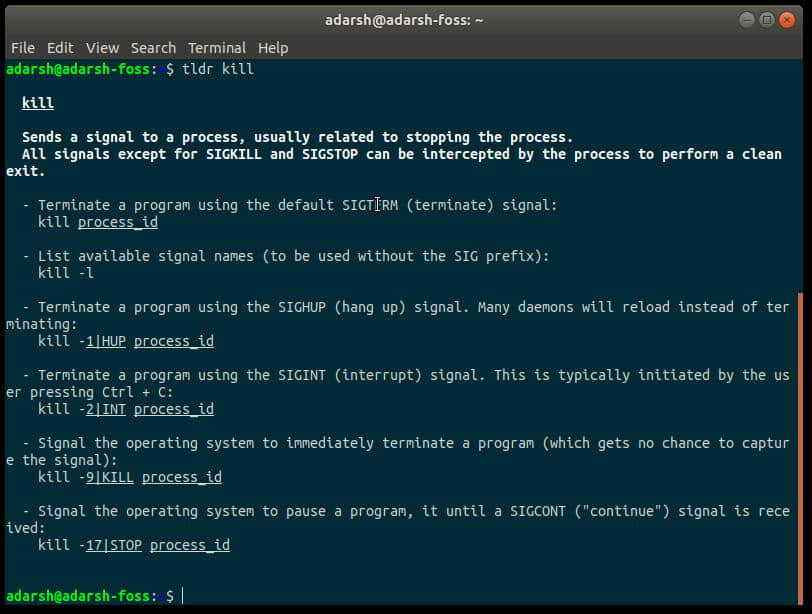 adarsh@adarsh-foss: ~
File Edit View Search Terminal Help
adarsh@adarsh-foss:~$ tldr kill
kill
Sends a signal to a process, usually related to stopping the process.
All signals except for SIGKILL and SIGSTOP can be intercepted by the process to perform a clean
exit.
- Terminate a program using the default SIGTERM (terminate) signal:
kill process_id
- List available signal names (to be used without the SIG prefix):
kill -l
- Terminate a program using the SIGHUP (hang up) signal. Many daemons will reload instead of ter
minating:
kill -1|HUP process_id
- Terminate a program using the SIGINT (interrupt) signal. This is typically initiated by the us
er pressing Ctrl + C:
kill -2|INT process_id
- Signal the operating system to immediately terminate a program (which gets no chance to captur
e the signal):
kill -9|KILL process_id
- Signal the operating system to pause a program, it until a SIGCONT ("continue") signal is rece
ived:
kill -17|STOP process_id
adarsh@adarsh-foss:~$